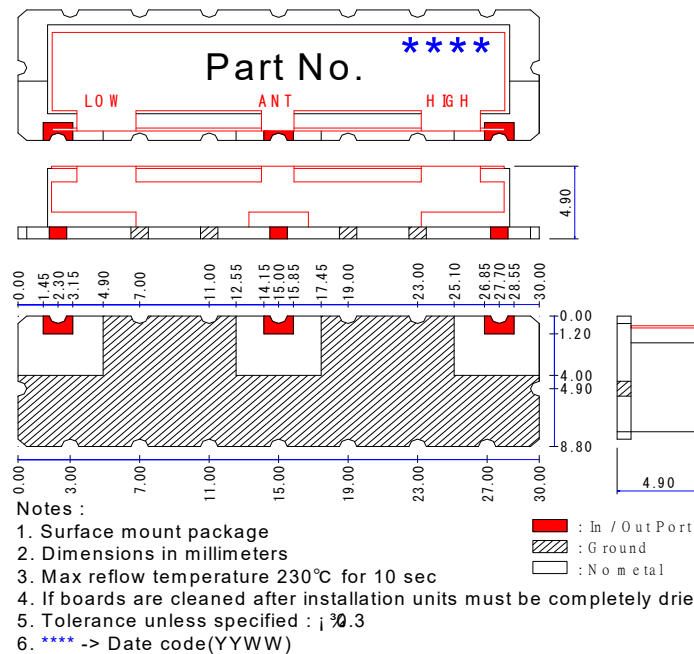 Part No. ****
LOW ANT HIGH
4.90
0.00 1.45 2.30 3.15 4.90 7.00 11.00 12.55 14.15 15.00 15.85 17.45 19.00 23.00 25.10 26.85 27.70 28.55 30.00
0.00
1.20
4.00
4.90
8.80
0.00 3.00 7.00 11.00 15.00 19.00 23.00 27.00 30.00
4.90
Notes :
1. Surface mount package
2. Dimensions in millimeters
3. Max reflow temperature 230℃ for 10 sec
4. If boards are cleaned after installation units must be completely drie
5. Tolerance unless specified : 0.3
6. **** -> Date code(YYWW)
: In / Out Port
: Ground
: No metal